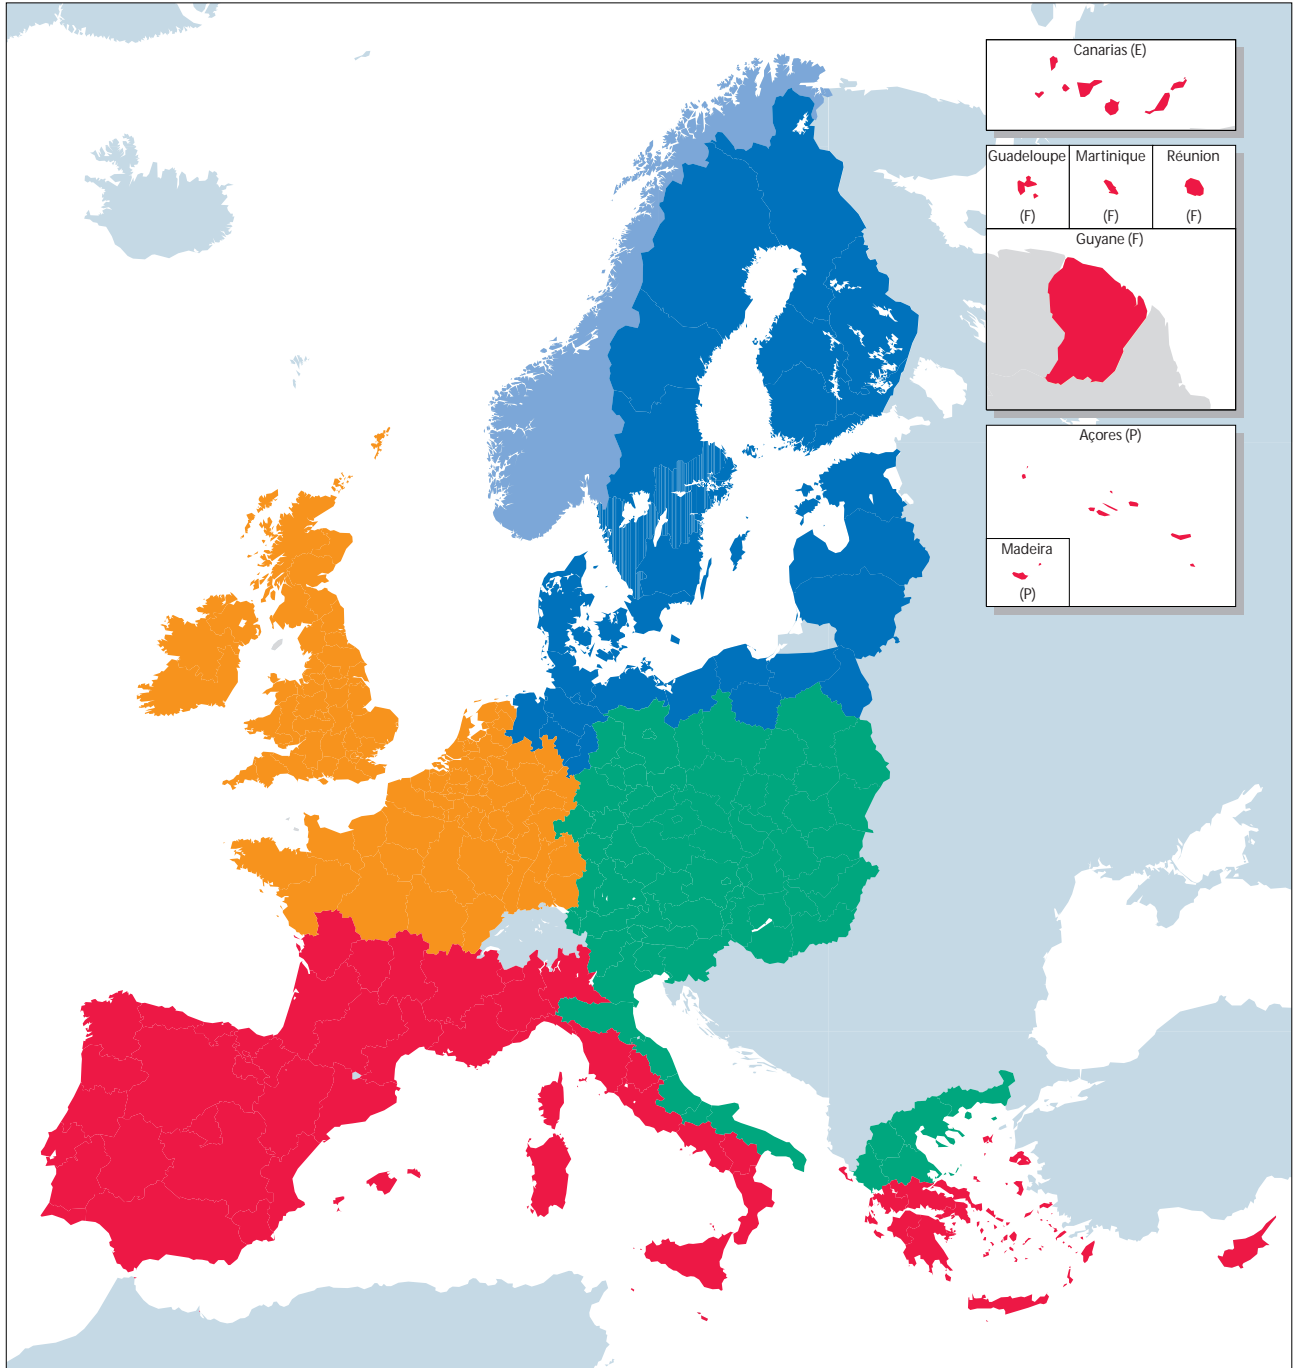 Canarias (E)
Guadeloupe
Martinique
Réunion
(F)
(F)
(F)
Guyane (F)
Açores (P)
Madeira
(P)